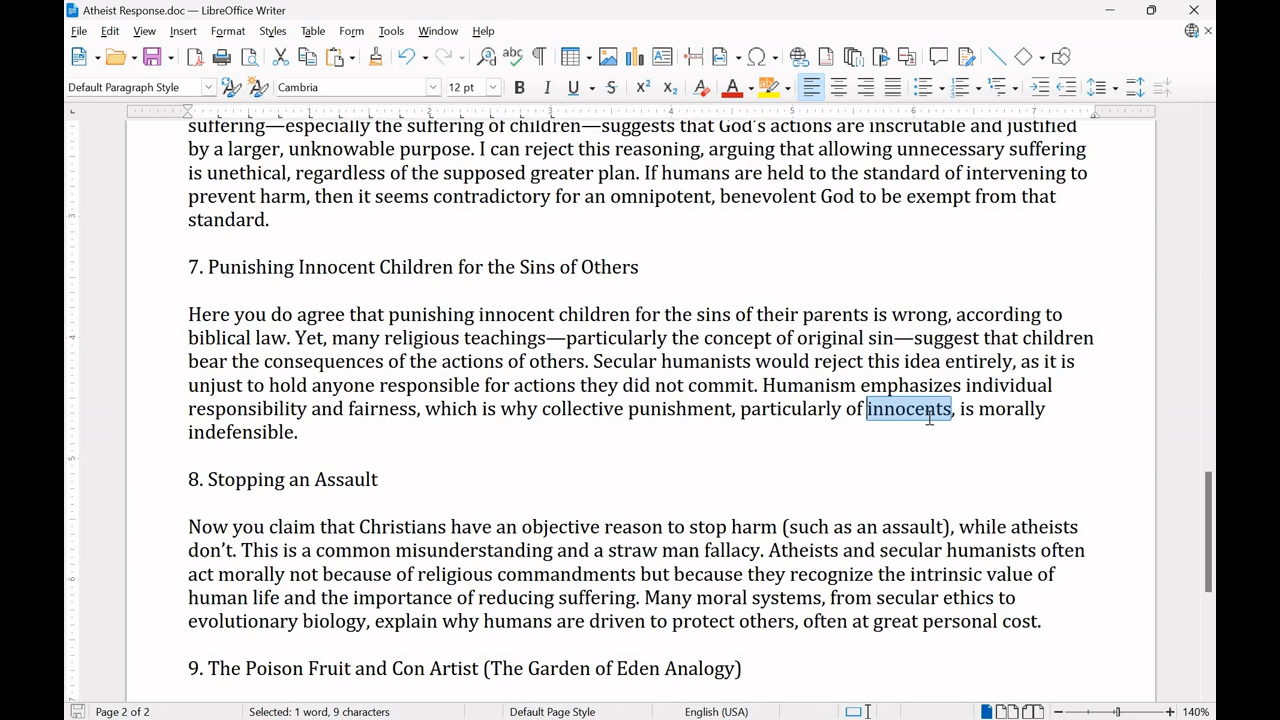 Atheist Response.doc — LibreOffice Writer
File Edit View Insert Format Styles Table Form Tools Window Help
Default Paragraph Style Cambria 12 pt
2 3 4 5 6 7
suffering—especially the suffering of children—suggests that God's actions are inscrutable and justified
by a larger, unknowable purpose. I can reject this reasoning, arguing that allowing unnecessary suffering
is unethical, regardless of the supposed greater plan. If humans are held to the standard of intervening to
prevent harm, then it seems contradictory for an omnipotent, benevolent God to be exempt from that
standard.
7. Punishing Innocent Children for the Sins of Others
Here you do agree that punishing innocent children for the sins of their parents is wrong, according to
biblical law. Yet, many religious teachings—particularly the concept of original sin—suggest that children
bear the consequences of the actions of others. Secular humanists would reject this idea entirely, as it is
unjust to hold anyone responsible for actions they did not commit. Humanism emphasizes individual
responsibility and fairness, which is why collective punishment, particularly of innocents, is morally
indefensible.
8. Stopping an Assault
Now you claim that Christians have an objective reason to stop harm (such as an assault), while atheists
don't. This is a common misunderstanding and a straw man fallacy. Atheists and secular humanists often
act morally not because of religious commandments but because they recognize the intrinsic value of
human life and the importance of reducing suffering. Many moral systems, from secular ethics to
evolutionary biology, explain why humans are driven to protect others, often at great personal cost.
9. The Poison Fruit and Con Artist (The Garden of Eden Analogy)
Page 2 of 2 Selected: 1 word, 9 characters Default Page Style English (USA) 140%